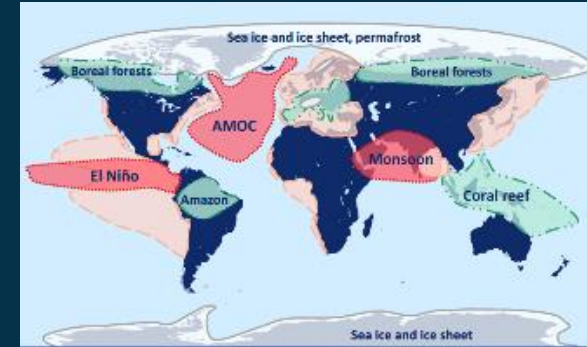 Sea ice and ice sheet, permafrost
Boreal forests
Boreal forests
AMOC
Monsoon
El Niño
Amazon
Coral reef
Sea ice and ice sheet